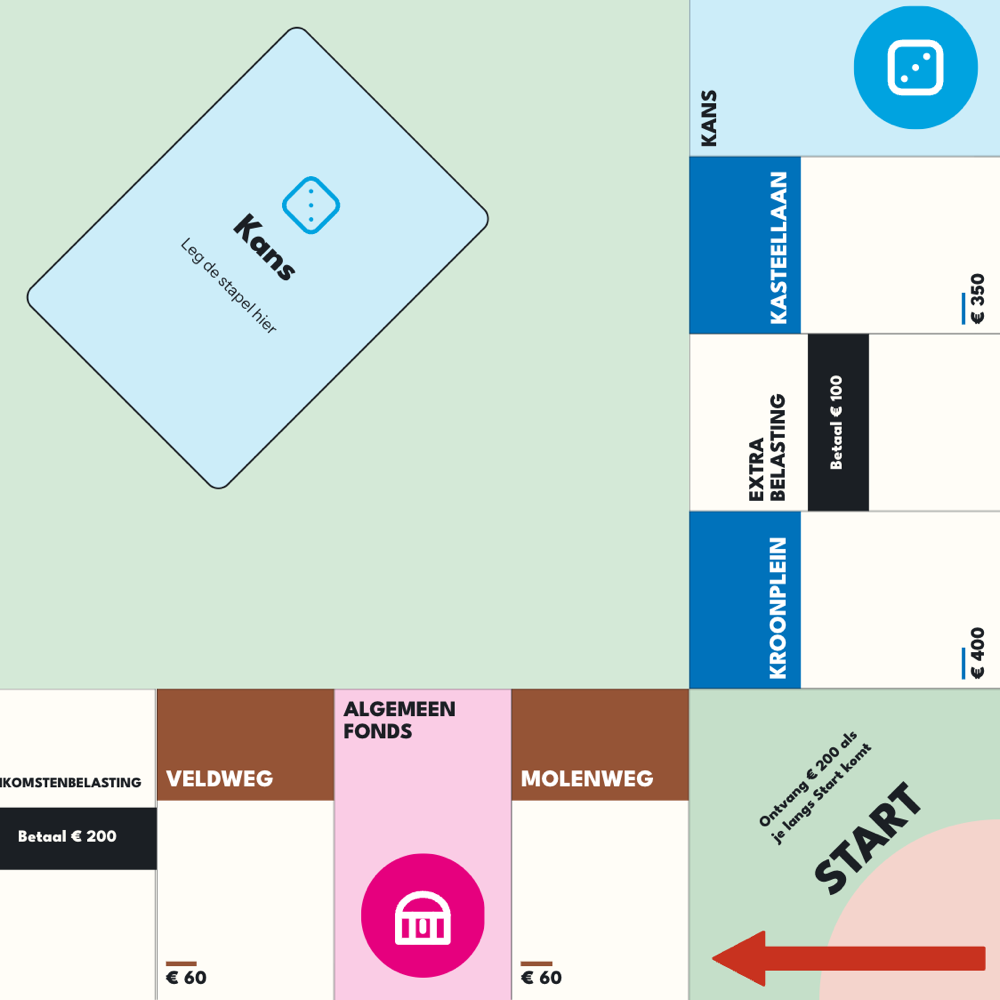 KANS
Kans
Leg de stapel hier
KASTEELLAAN
€ 350
EXTRA
BELASTING
Betaal € 100
KROONPLEIN
€ 400
KOMSTENBELASTING
Betaal € 200
VELDWEG
€ 60
ALGEMEEN
FONDS
MOLENWEG
€ 60
Ontvang € 200 als
je langs Start komt
START